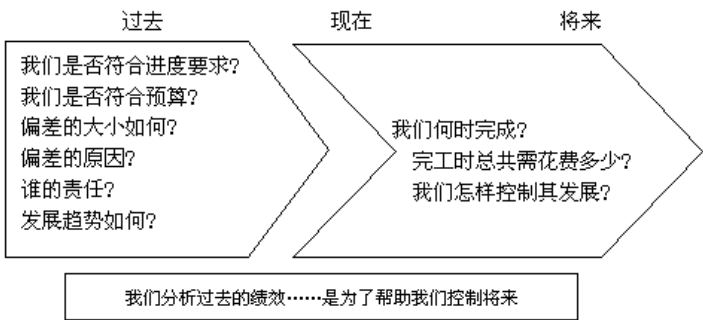 过去 现在 将来
我们是否符合进度要求?
我们是否符合预算?
偏差的大小如何?
偏差的原因?
谁的责任?
发展趋势如何?
我们何时完成?
完工时总共需花费多少?
我们怎样控制其发展?
我们分析过去的绩效……是为了帮助我们控制将来